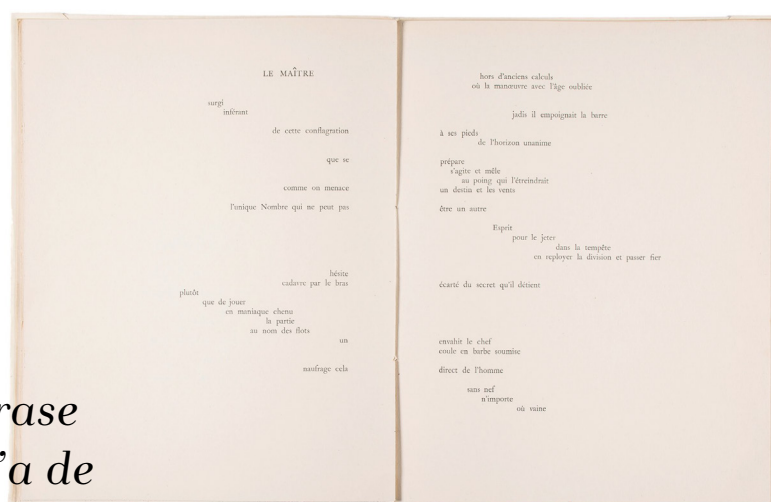 LE MAÎTRE
surgi
inférant
de cette conflagration
que se
comme on menace
l'unique Nombre qui ne peut pas
hésite
cadavre par le bras
plutôt
que de jouer
en maniaque chenu
la partie
au nom des flots
un
naufrage cela
hors d'anciens calculs
où la manœuvre avec l'âge oubliée
jadis il empoignait la barre
à ses pieds
de l'horizon unanime
prépare
s'agite et mêle
au poing qui l'étreindrait
un destin et les vents
être un autre
Esprit
pour le jeter
dans la tempête
en reployer la division et passer fier
écarté du secret qu'il détient
envahit le chef
coule en barbe soumise
direct de l'homme
sans nef
n'importe
où vaine
rase
'a de